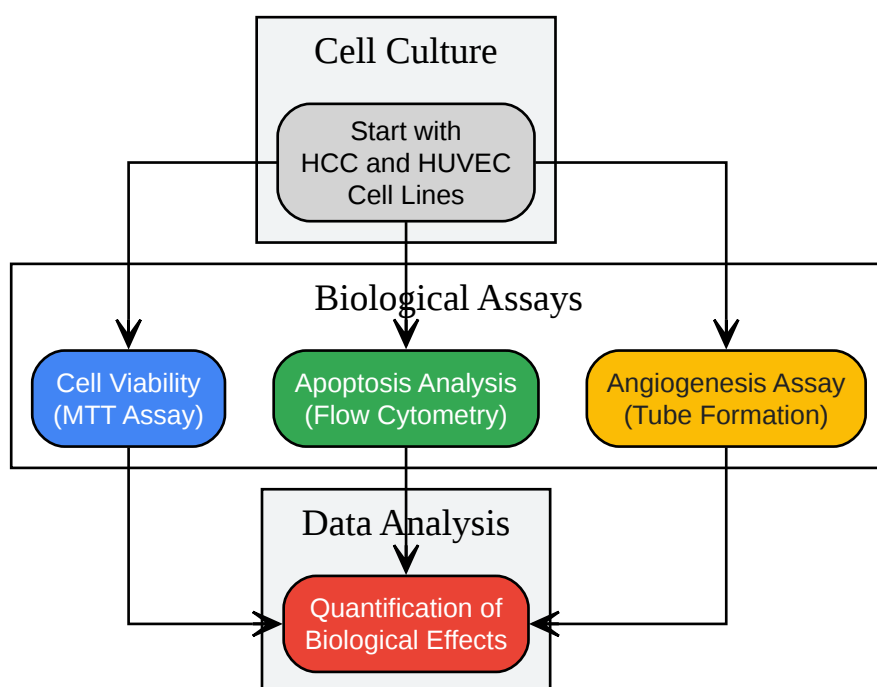 Cell Culture
Start with
HCC and HUVEC
Cell Lines
Biological Assays
Cell Viability
(MTT Assay)
Apoptosis Analysis
(Flow Cytometry)
Angiogenesis Assay
(Tube Formation)
Data Analysis
Quantification of
Biological Effects